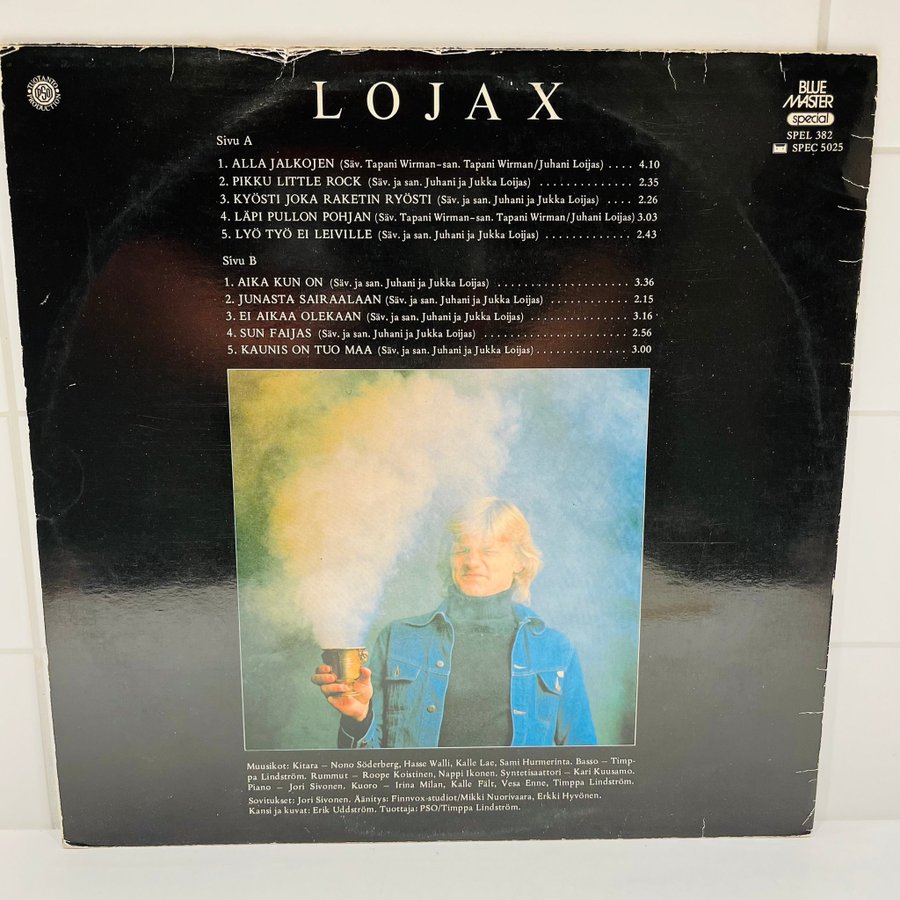 TUOTANTO
PSO
PRODUCTION
LOJAX
BLUE
MASTER
special
SPEL 382
SPEC 5025
Sivu A
1. ALLA JALKOJEN (Säv. Tapani Wirman–san. Tapani Wirman/Juhani Loijas) .... 4.10
2. PIKKU LITTLE ROCK (Säv. ja san. Juhani ja Jukka Loijas) ............. 2.35
3. KYÖSTI JOKA RAKETIN RYÖSTI (Säv. ja san. Juhani ja Jukka Loijas) .... 2.26
4. LÄPI PULLON POHJAN (Säv. Tapani Wirman–san. Tapani Wirman/Juhani Loijas) 3.03
5. LYÖ TYÖ EI LEIVILLE (Säv. ja san. Juhani ja Jukka Loijas) ............ 2.43
Sivu B
1. AIKA KUN ON (Säv. ja san. Juhani ja Jukka Loijas) .................... 3.36
2. JUNASTA SAIRAALAAN (Säv. ja san. Juhani ja Jukka Loijas) ............ 2.15
3. EI AIKAA OLEKAAN (Säv. ja san. Juhani ja Jukka Loijas) .............. 3.16
4. SUN FAIJAS (Säv. ja san. Juhani ja Jukka Loijas) ..................... 2.56
5. KAUNIS ON TUO MAA (Säv. ja san. Juhani ja Jukka Loijas) ............. 3.00
Muusikot: Kitara – Nono Söderberg, Hasse Walli, Kalle Lae, Sami Hurmerinta. Basso – Timp-
pa Lindström. Rummut – Roope Koistinen, Nappi Ikonen. Syntetisaattori – Kari Kuusamo.
Piano – Jori Sivonen. Kuoro – Irina Milan, Kalle Fält, Vesa Enne, Timppa Lindström.
Sovitukset: Jori Sivonen. Äänitys: Finnvox-studiot/Mikki Nuorivaara, Erkki Hyvönen.
Kansi ja kuvat: Erik Uddström. Tuottaja: PSO/Timppa Lindström.